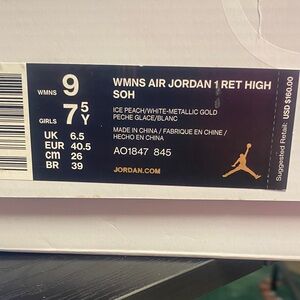 WMNS 9
GIRLS 7 5 Y
UK 6.5
EUR 40.5
cm 26
BR 39
WMNS AIR JORDAN 1 RET HIGH
SOH
ICE PEACH/WHITE-METALLIC GOLD
PECHE GLACE/BLANC
MADE IN CHINA / FABRIQUE EN CHINE /
HECHO EN CHINA
AO1847 845
JORDAN.COM
Suggested Retail: USD $160.00